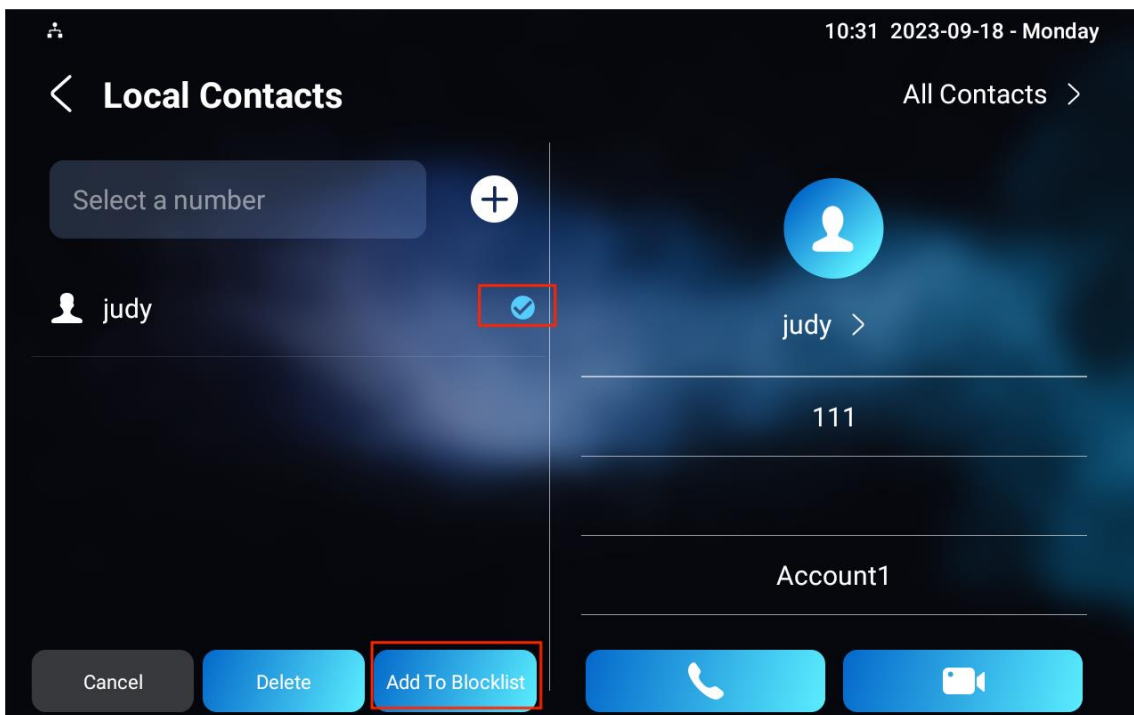 10:31 2023-09-18 - Monday
Local Contacts
All Contacts
Select a number
judy
judy
111
Account1
Cancel
Delete
Add To Blocklist